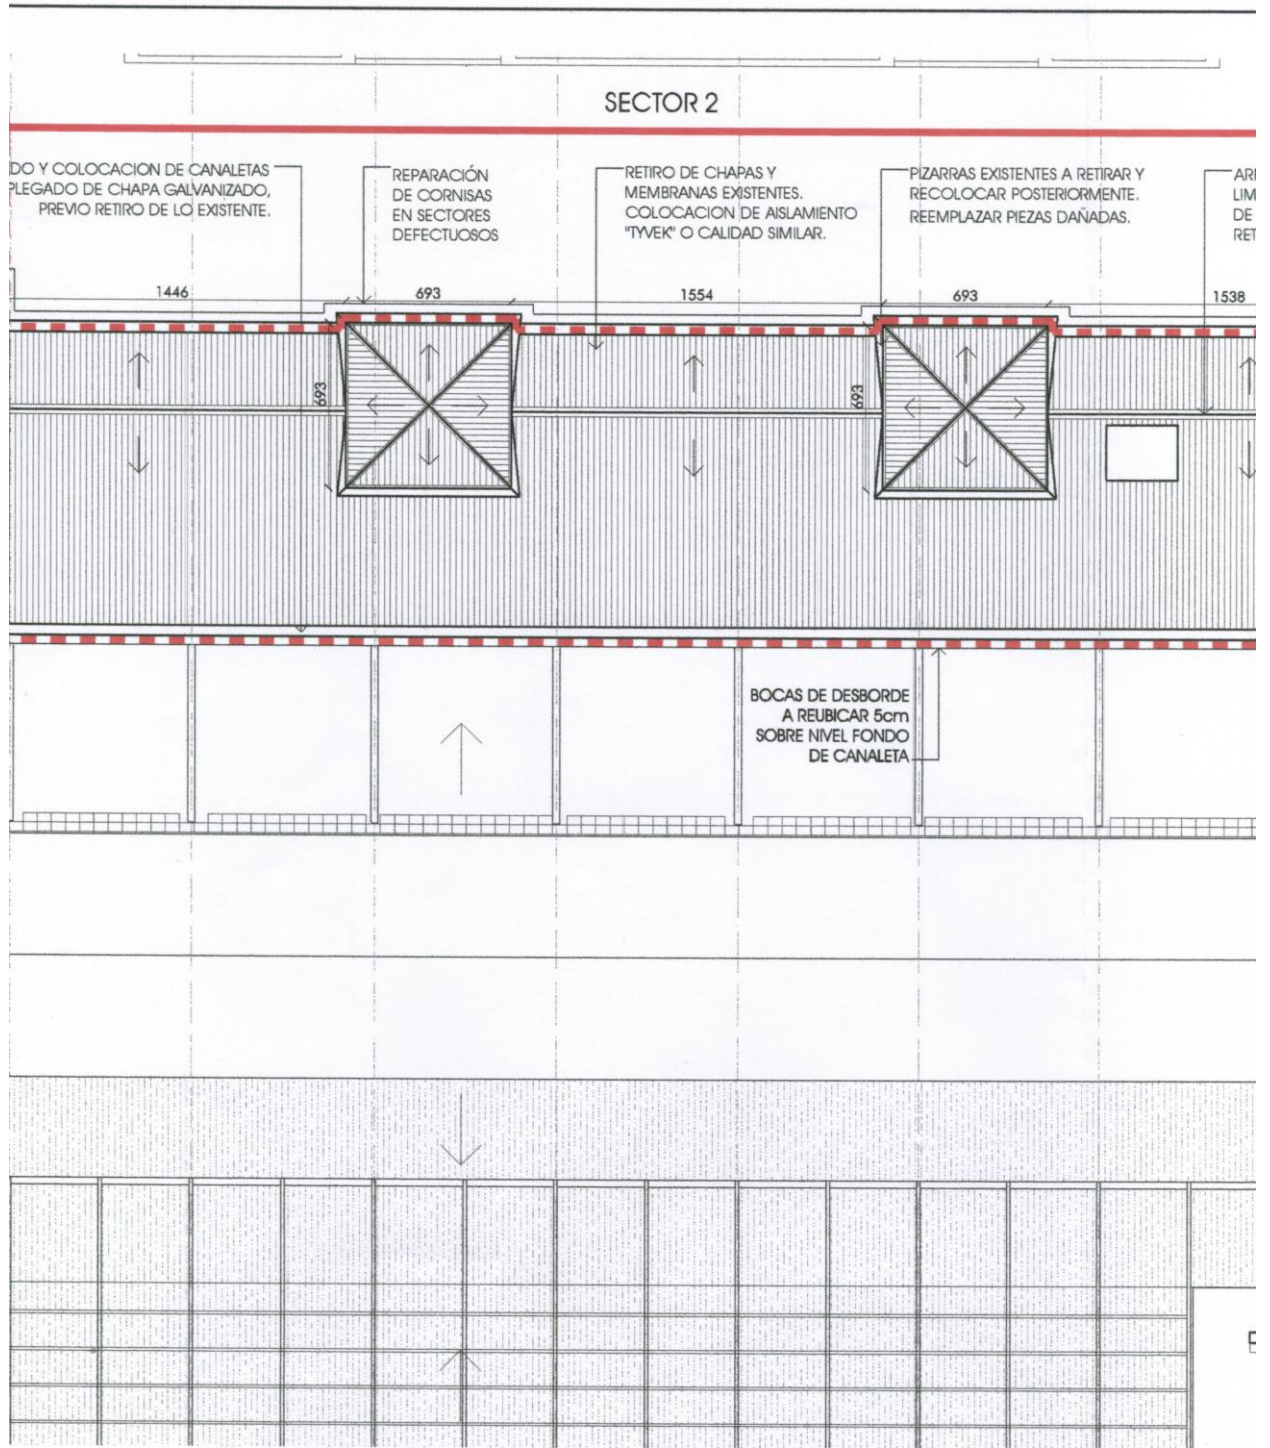 SECTOR 2
DO Y COLOCACION DE CANALETAS
PLEGADO DE CHAPA GALVANIZADO,
PREVIO RETIRO DE LO EXISTENTE.
REPARACIÓN
DE CORNISAS
EN SECTORES
DEFECTUOSOS
RETIRO DE CHAPAS Y
MEMBRANAS EXISTENTES.
COLOCACION DE AISLAMIENTO
"TYVEK" O CALIDAD SIMILAR.
PIZARRAS EXISTENTES A RETIRAR Y
RECOLOCAR POSTERIORMENTE.
REEMPLAZAR PIEZAS DAÑADAS.
LIM
DE
RET
1446
693
1554
693
1538
693
693
BOCAS DE DESBORDE
A REUBICAR 5cm
SOBRE NIVEL FONDO
DE CANALETA